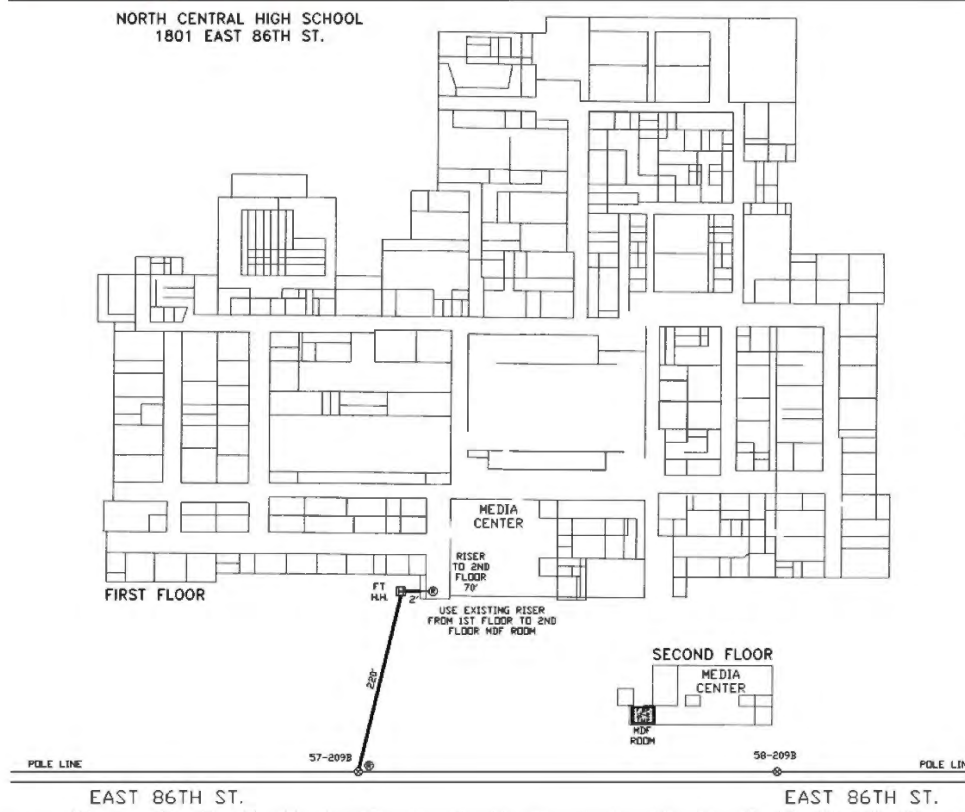 NORTH CENTRAL HIGH SCHOOL
1801 EAST 86TH ST.
MEDIA
CENTER
RISER
TO 2ND
FLOOR
70'
FIRST FLOOR
FT
H.H.
2'
R
USE EXISTING RISER
FROM 1ST FLOOR TO 2ND
FLOOR MDF ROOM
220'
SECOND FLOOR
MEDIA
CENTER
MDF
ROOM
57-209B
R
58-209B
POLE LINE
POLE LIN
EAST 86TH ST.
EAST 86TH ST.